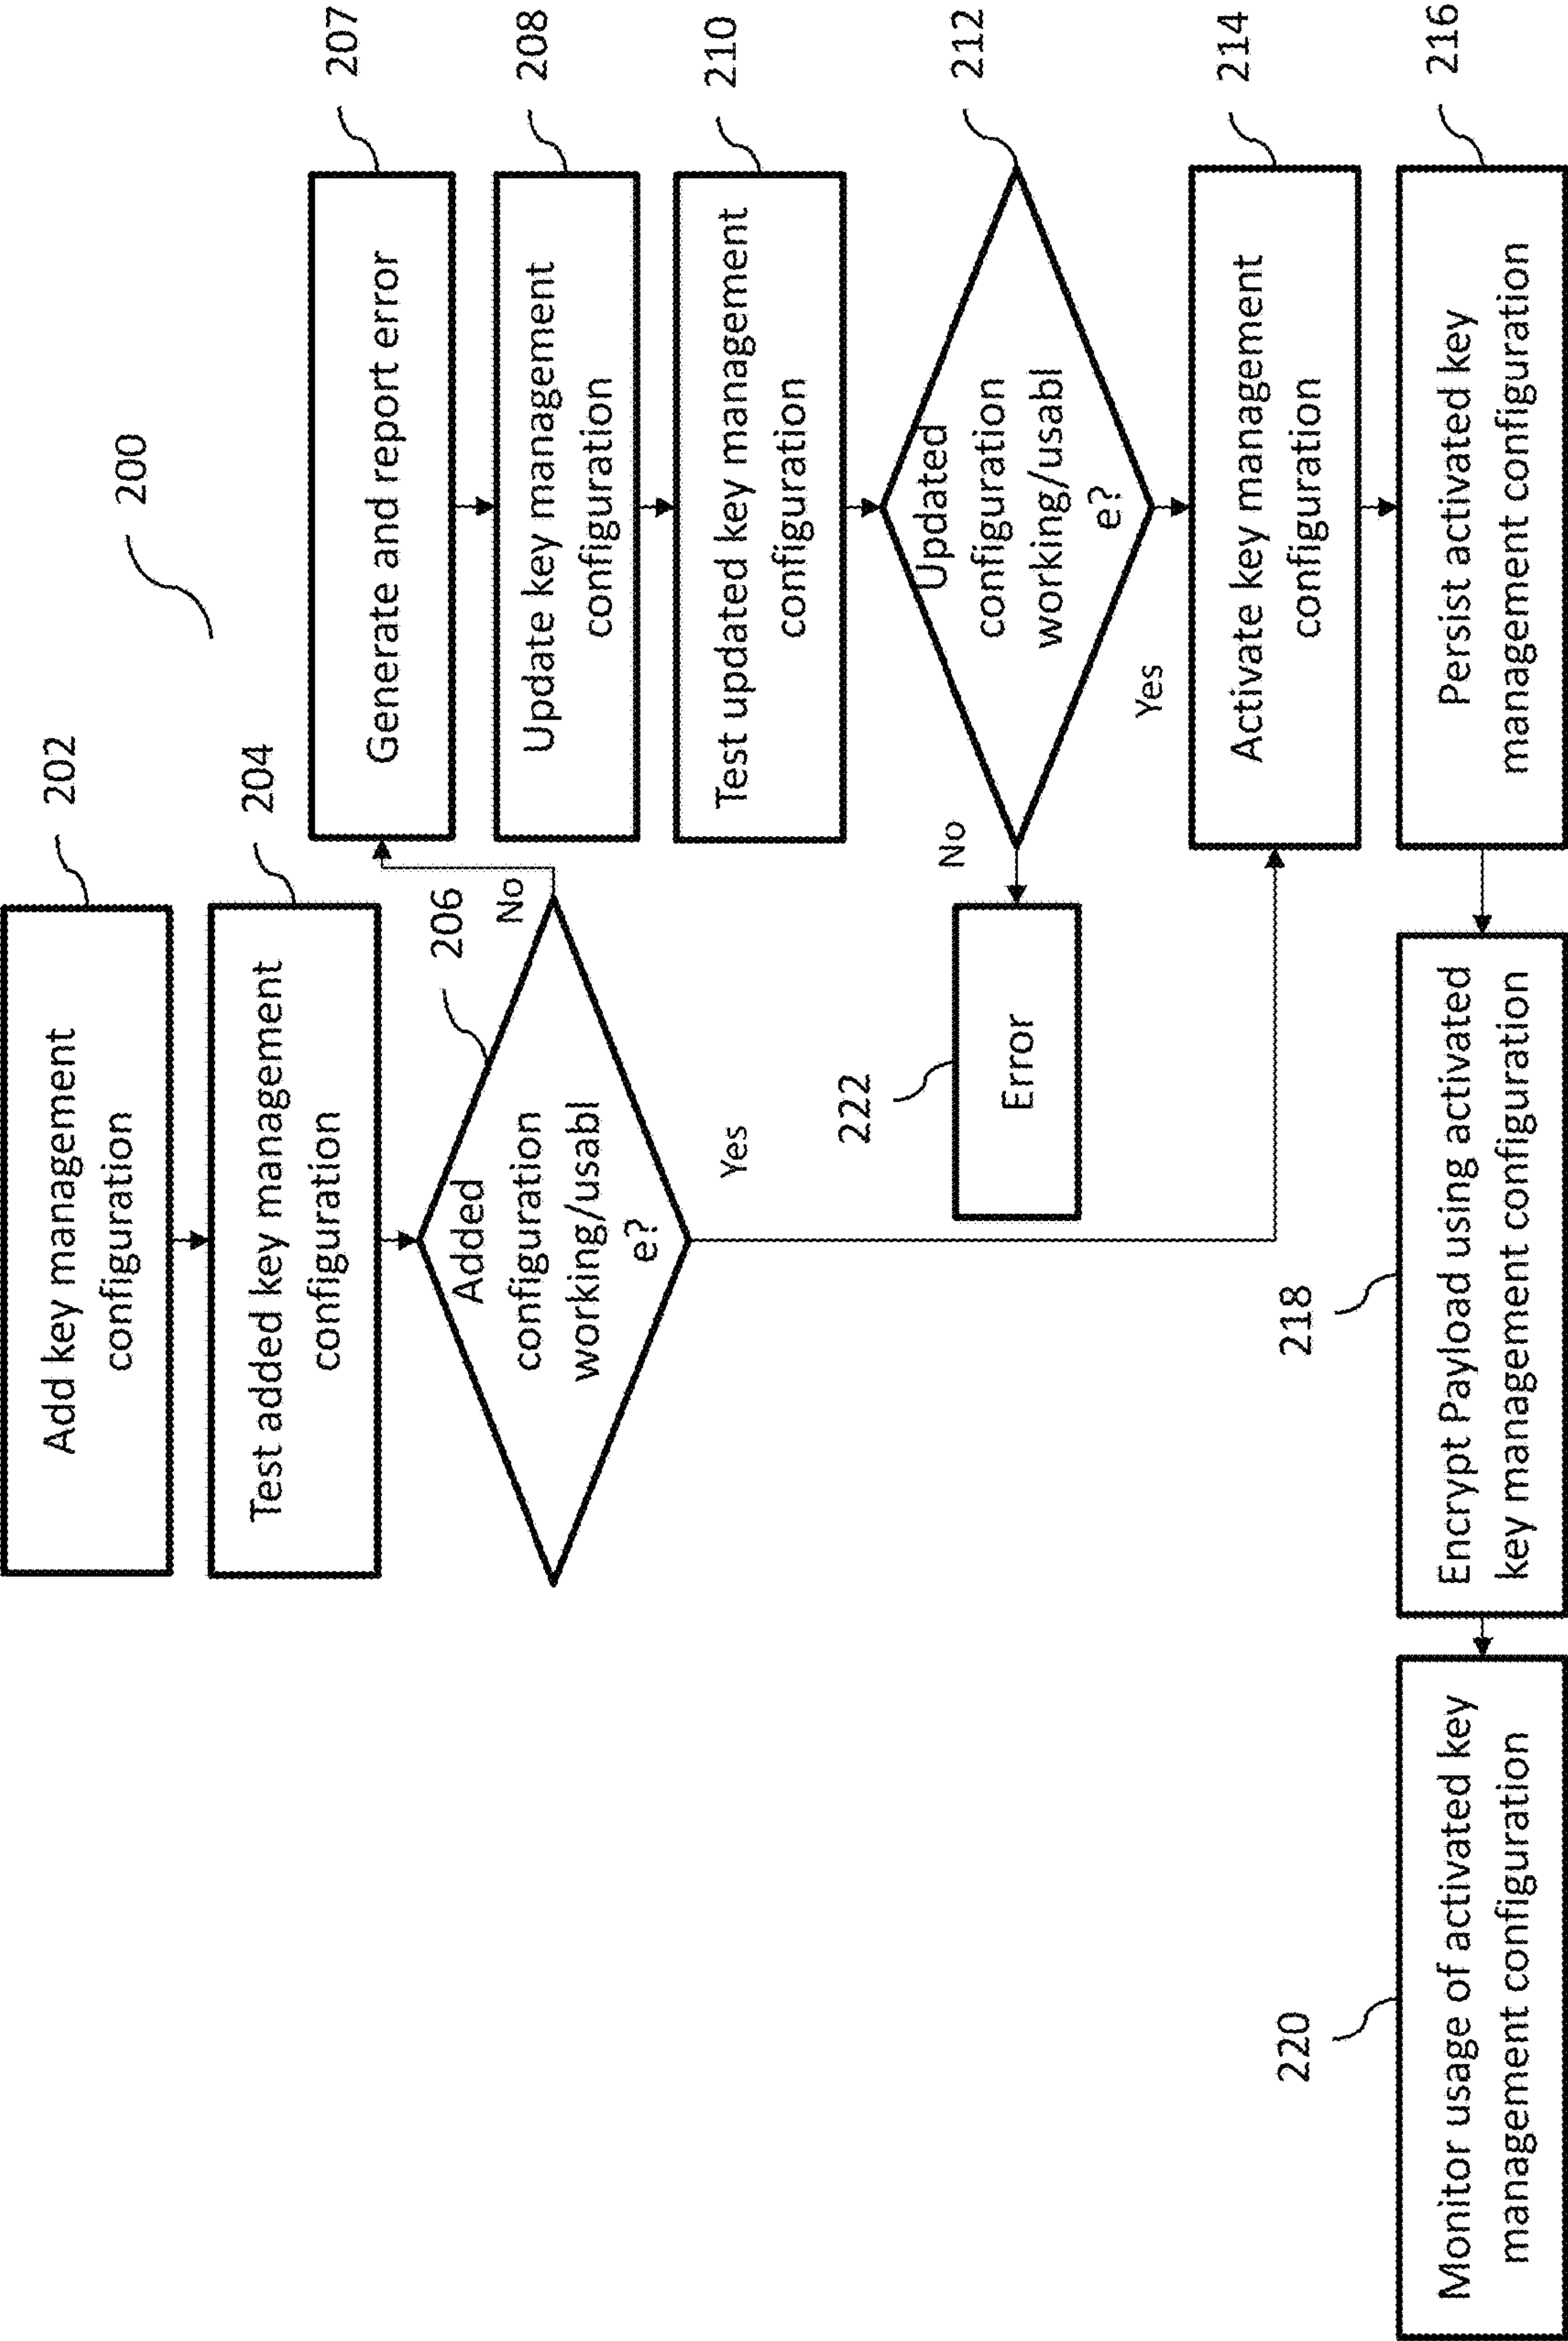 200
202
Add key management
configuration
204
Test added key management
configuration
206
Added
configuration
working/usabl
e?
No
Yes
207
Generate and report error
208
Update key management
configuration
210
Test updated key management
configuration
212
Updated
configuration
working/usabl
e?
No
Yes
222
Error
214
Activate key management
configuration
216
Persist activated key
management configuration
218
Encrypt Payload using activated
key management configuration
220
Monitor usage of activated key
management configuration